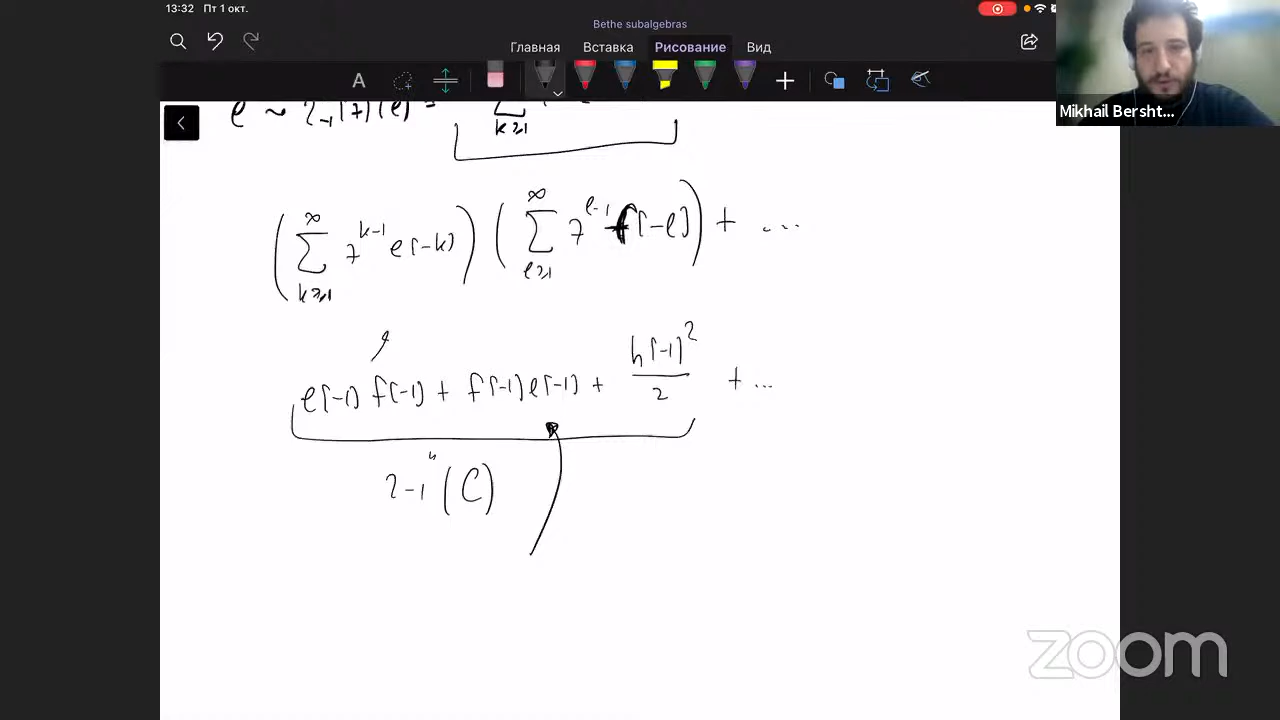 13:32 Пт 1 окт.
Bethe subalgebras
Главная Вставка Рисование Вид
A
Mikhail Bersht...
k≥1
(∑_{k≥1}^{∞} z^{k-1} e[-k]) (∑_{l≥1}^{∞} z^{l-1} f[-l]) + ....
e[-1) f(-1) + f(-1) e(-1) + h[-1]^2/2 + ...
i_{-1}(C)
zoom